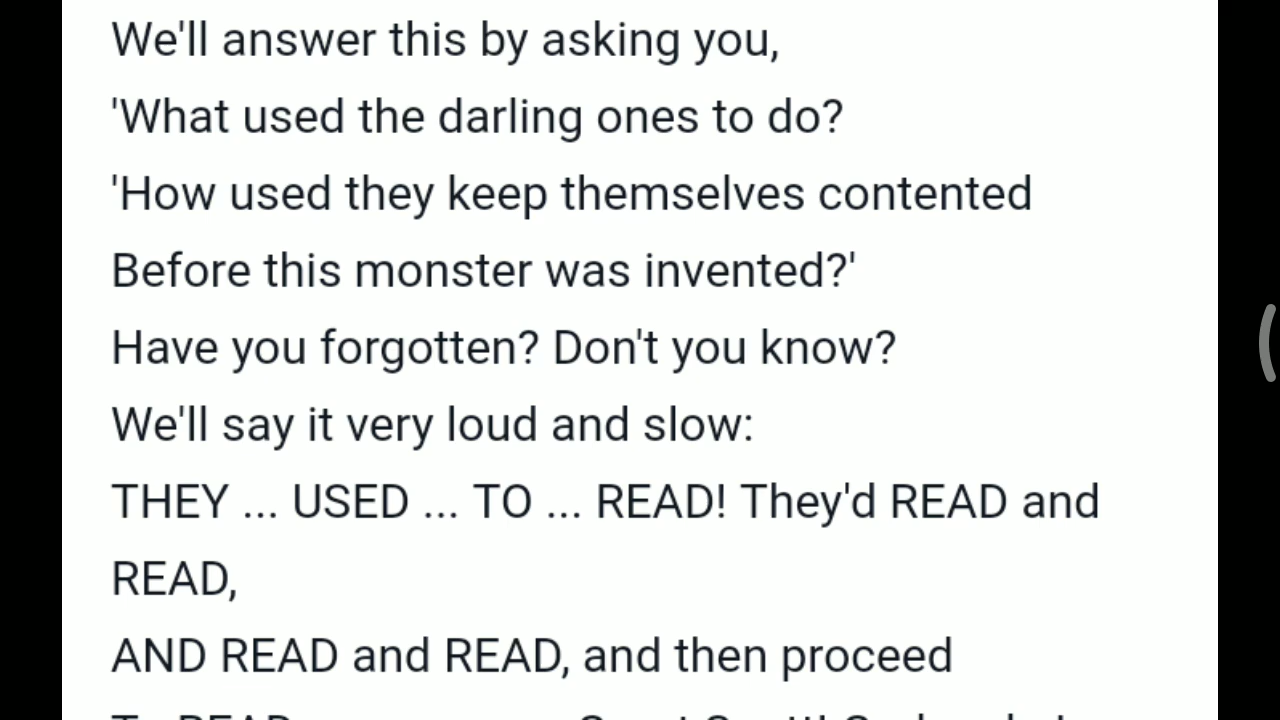 We'll answer this by asking you,
'What used the darling ones to do?
'How used they keep themselves contented
Before this monster was invented?'
Have you forgotten? Don't you know?
We'll say it very loud and slow:
THEY ... USED ... TO ... READ! They'd READ and
READ,
AND READ and READ, and then proceed